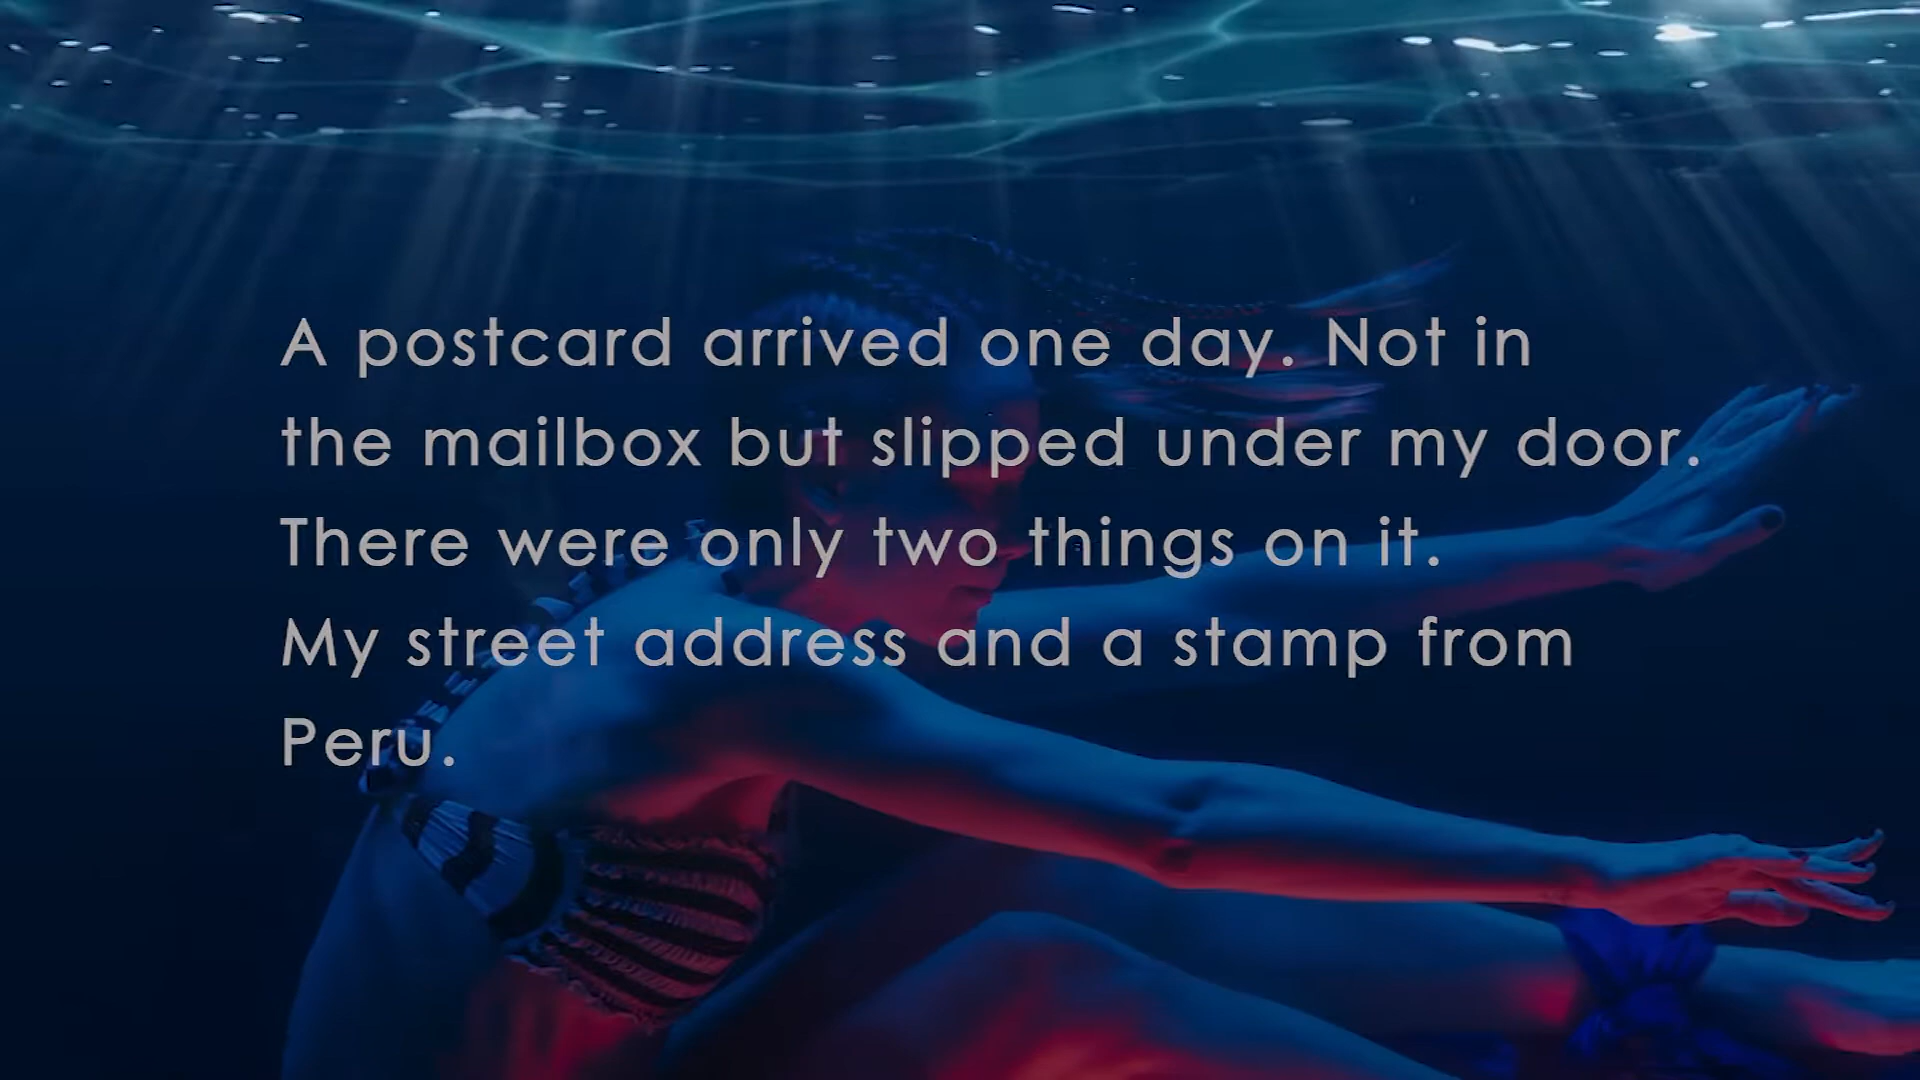 A postcard arrived one day. Not in
the mailbox but slipped under my door.
There were only two things on it.
My street address and a stamp from
Peru.